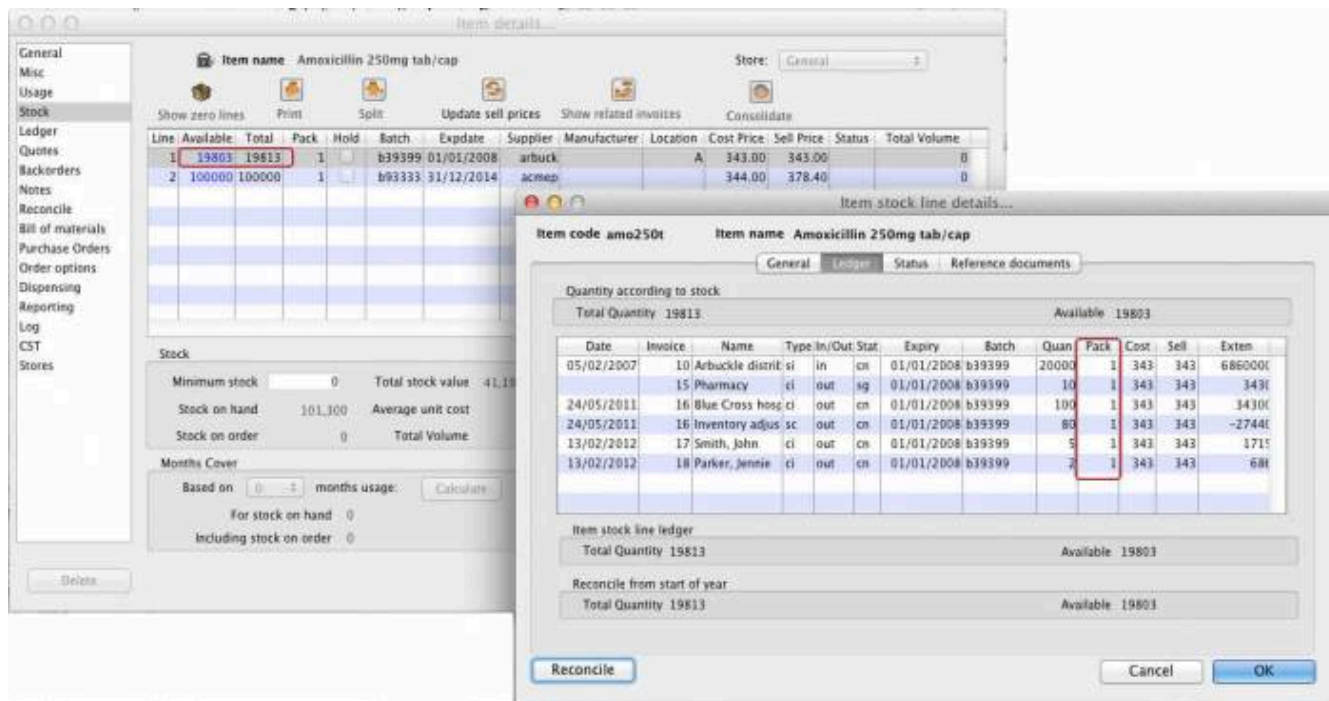 Item details...
General
Misc
Usage
Stock
Ledger
Quotes
Backorders
Notes
Reconcile
Bill of materials
Purchase Orders
Order options
Dispensing
Reporting
Log
CST
Stores
Delete
Item name Amoxicillin 250mg tab/cap Store: General
Show zero lines Print Split Update sell prices Show related invoices Consolidate
Line Available Total Pack Hold Batch Expdate Supplier Manufacturer Location Cost Price Sell Price Status Total Volume
1 19803 19813 1 b39399 01/01/2008 arbuck A 343.00 343.00 0
2 100000 100000 1 b93333 31/12/2014 acmep 344.00 378.40 0
Stock
Minimum stock 0 Total stock value
Stock on hand Average unit cost
Stock on order 0 Total Volume
Months Cover
Based on 0 months usage: Calculate
For stock on hand 0
Including stock on order 0
Item stock line details...
Item code amo250t Item name Amoxicillin 250mg tab/cap
General Ledger Status Reference documents
Quantity according to stock
Total Quantity 19813 Available 19803
Date Invoice Name Type In/Out Stat Expiry Batch Quan Pack Cost Sell Exten
05/02/2007 10 Arbuckle distrib si in cn 01/01/2008 b39399 20000 1 343 343 686000
15 Pharmacy ci out sg 01/01/2008 b39399 10 1 343 343 3430
24/05/2011 16 Blue Cross hosp ci out cn 01/01/2008 b39399 100 1 343 343 34300
24/05/2011 16 Inventory adjus sc out cn 01/01/2008 b39399 80 1 343 343 -27440
13/02/2012 17 Smith, John ci out cn 01/01/2008 b39399 5 1 343 343 1715
13/02/2012 18 Parker, Jennie ci out cn 01/01/2008 b39399 2 1 343 343 686
Item stock line ledger
Total Quantity 19813 Available 19803
Reconcile from start of year
Total Quantity 19813 Available 19803
Reconcile Cancel OK